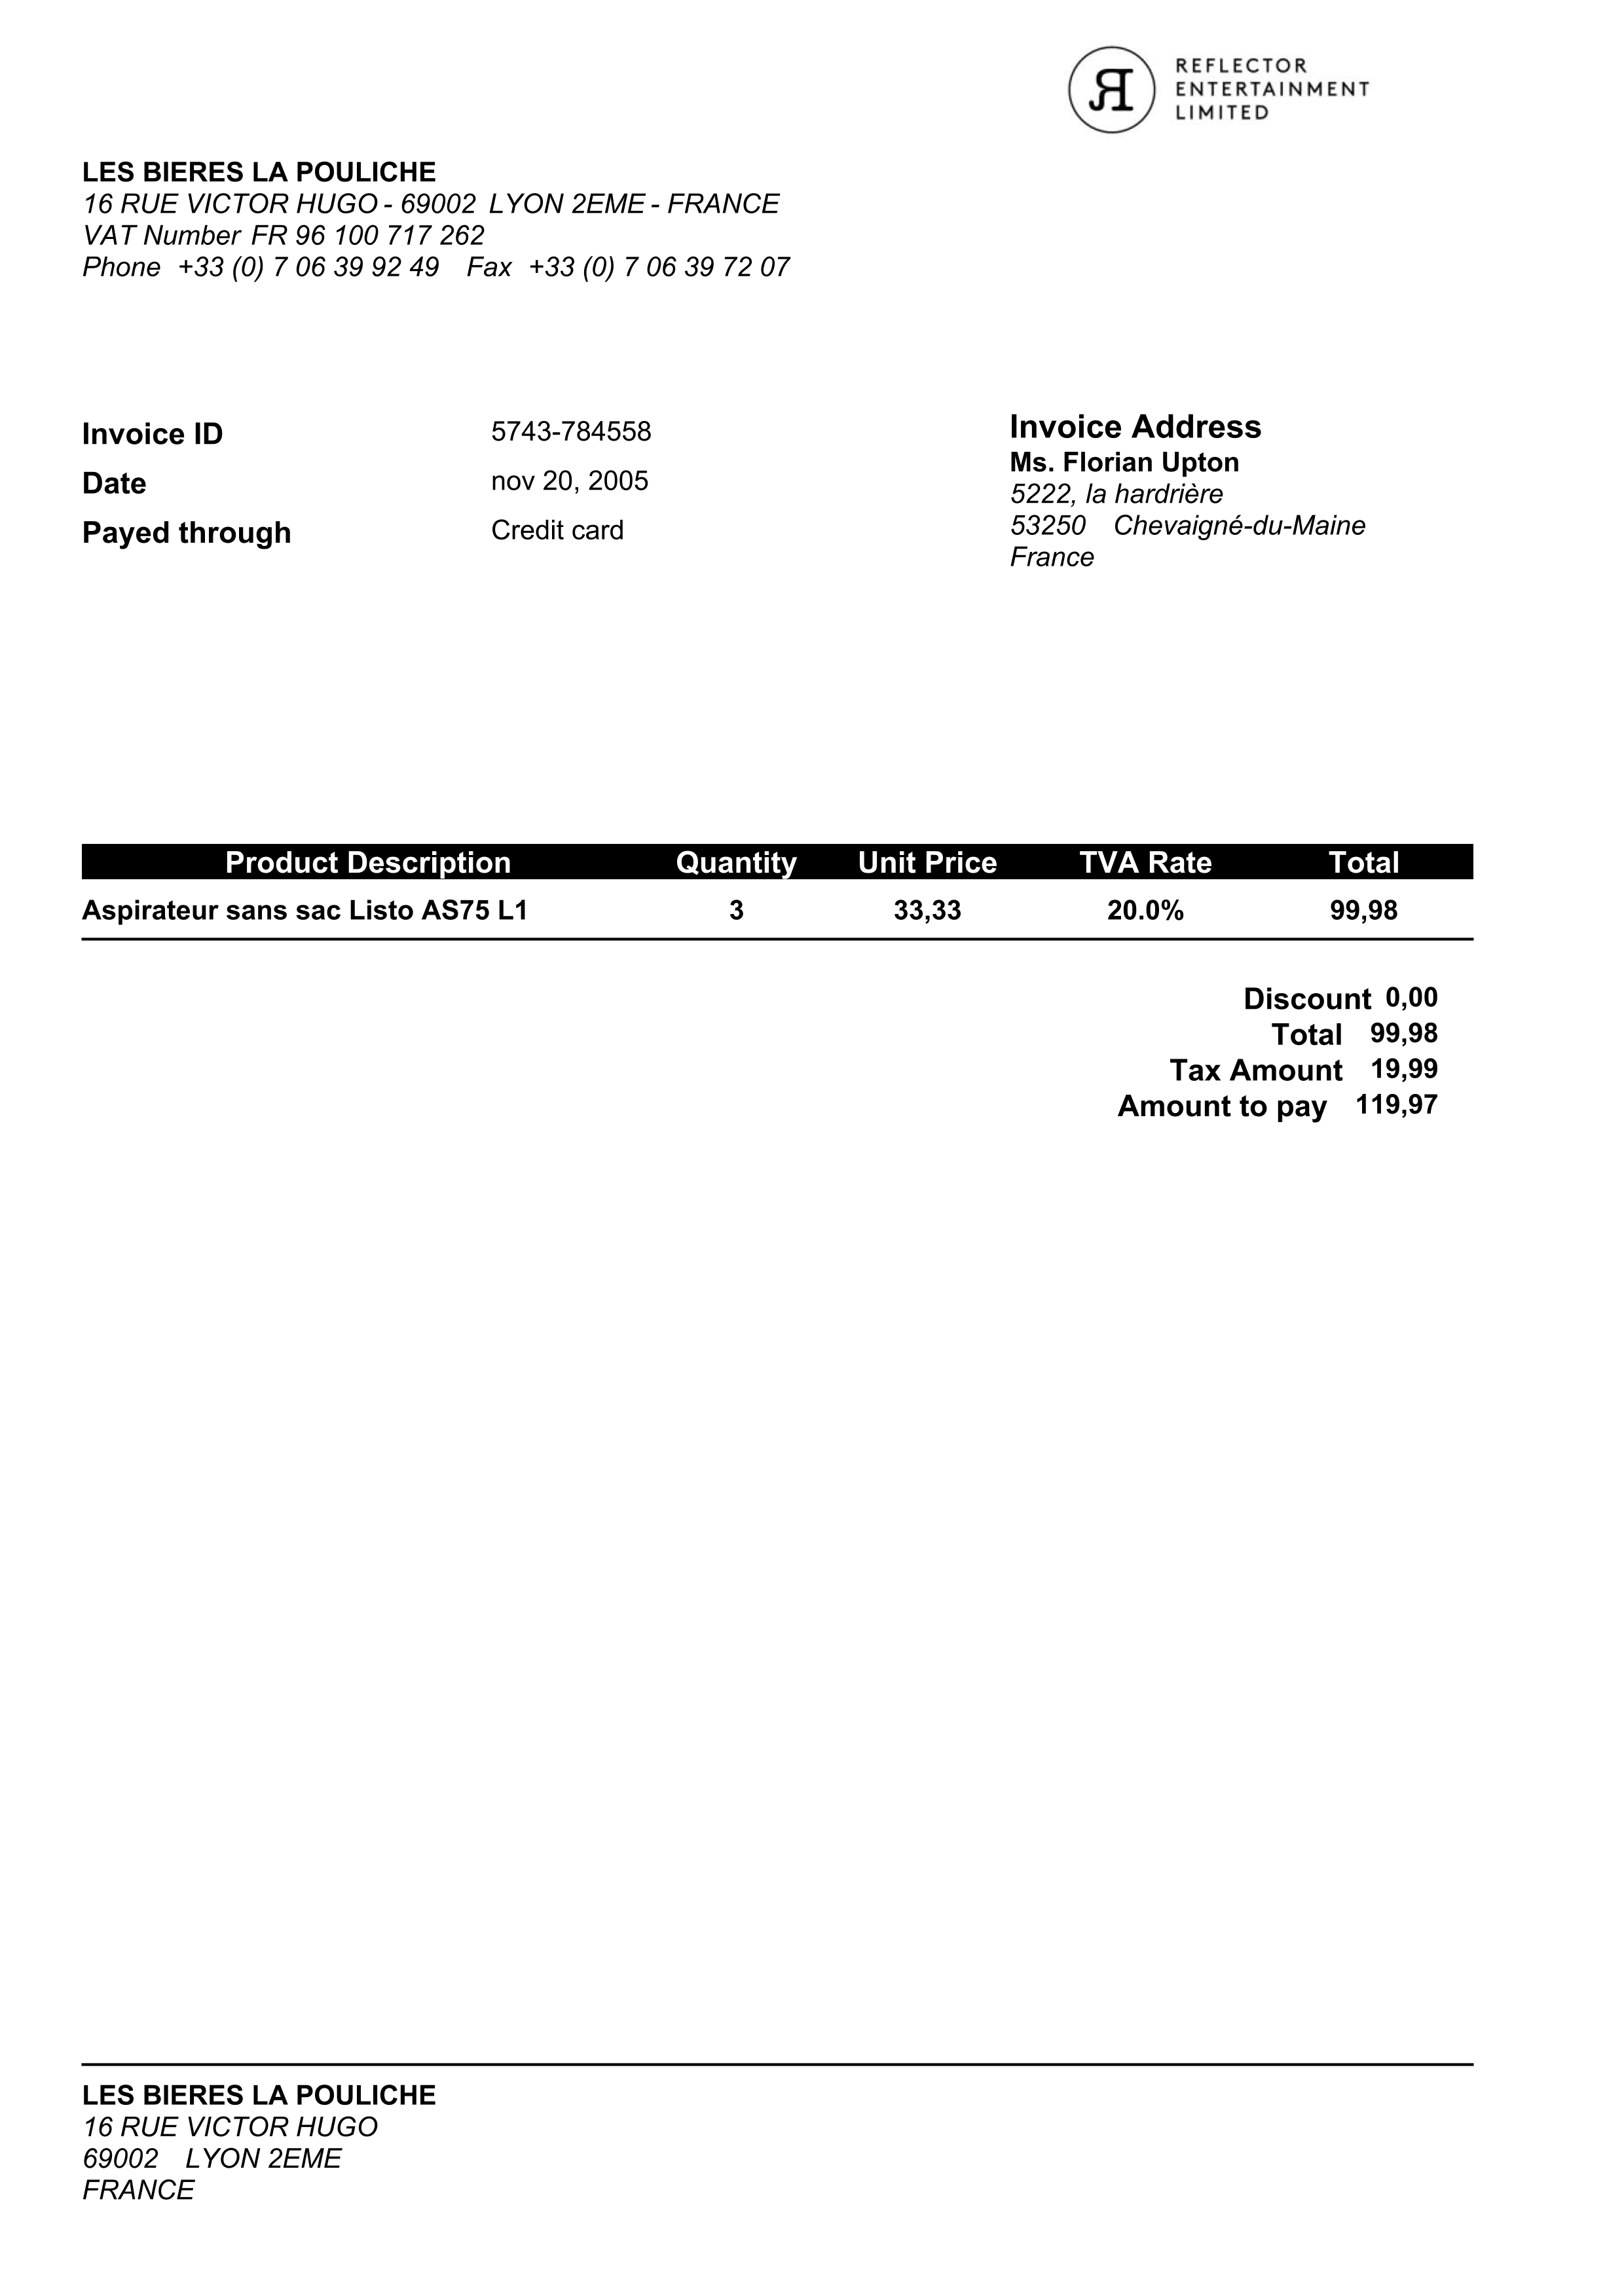 REFLECTOR
ENTERTAINMENT
LIMITED
LES BIERES LA POULICHE
16 RUE VICTOR HUGO - 69002 LYON 2EME - FRANCE
VAT Number FR 96 100 717 262
Phone +33 (0) 7 06 39 92 49 Fax +33 (0) 7 06 39 72 07
Invoice ID 5743-784558
Date nov 20, 2005
Payed through Credit card
Invoice Address
Ms. Florian Upton
5222, la hardrière
53250 Chevaigné-du-Maine
France
Product Description Quantity Unit Price TVA Rate Total
Aspirateur sans sac Listo AS75 L1 3 33,33 20.0% 99,98
Discount 0,00
Total 99,98
Tax Amount 19,99
Amount to pay 119,97
LES BIERES LA POULICHE
16 RUE VICTOR HUGO
69002 LYON 2EME
FRANCE